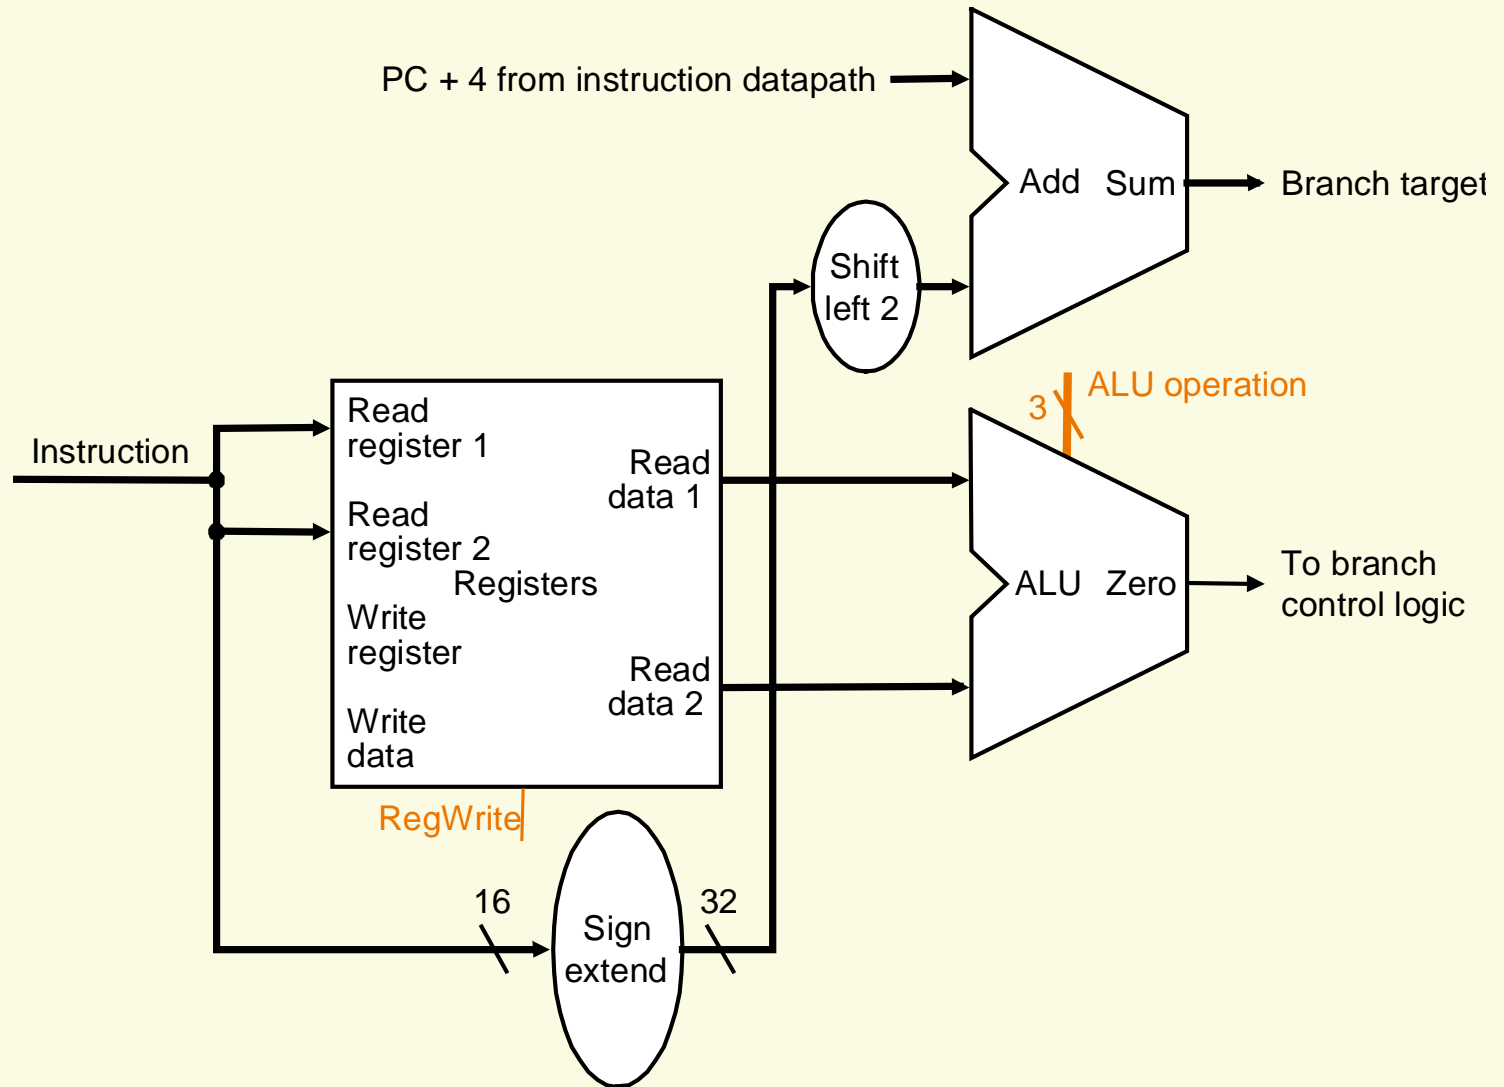 PC + 4 from instruction datapath
Add Sum
Branch target
Shift
left 2
ALU operation
3
Instruction
Read
register 1
Read
data 1
Read
register 2
Registers
ALU Zero
To branch
control logic
Write
register
Read
data 2
Write
data
RegWrite
16
32
Sign
extend